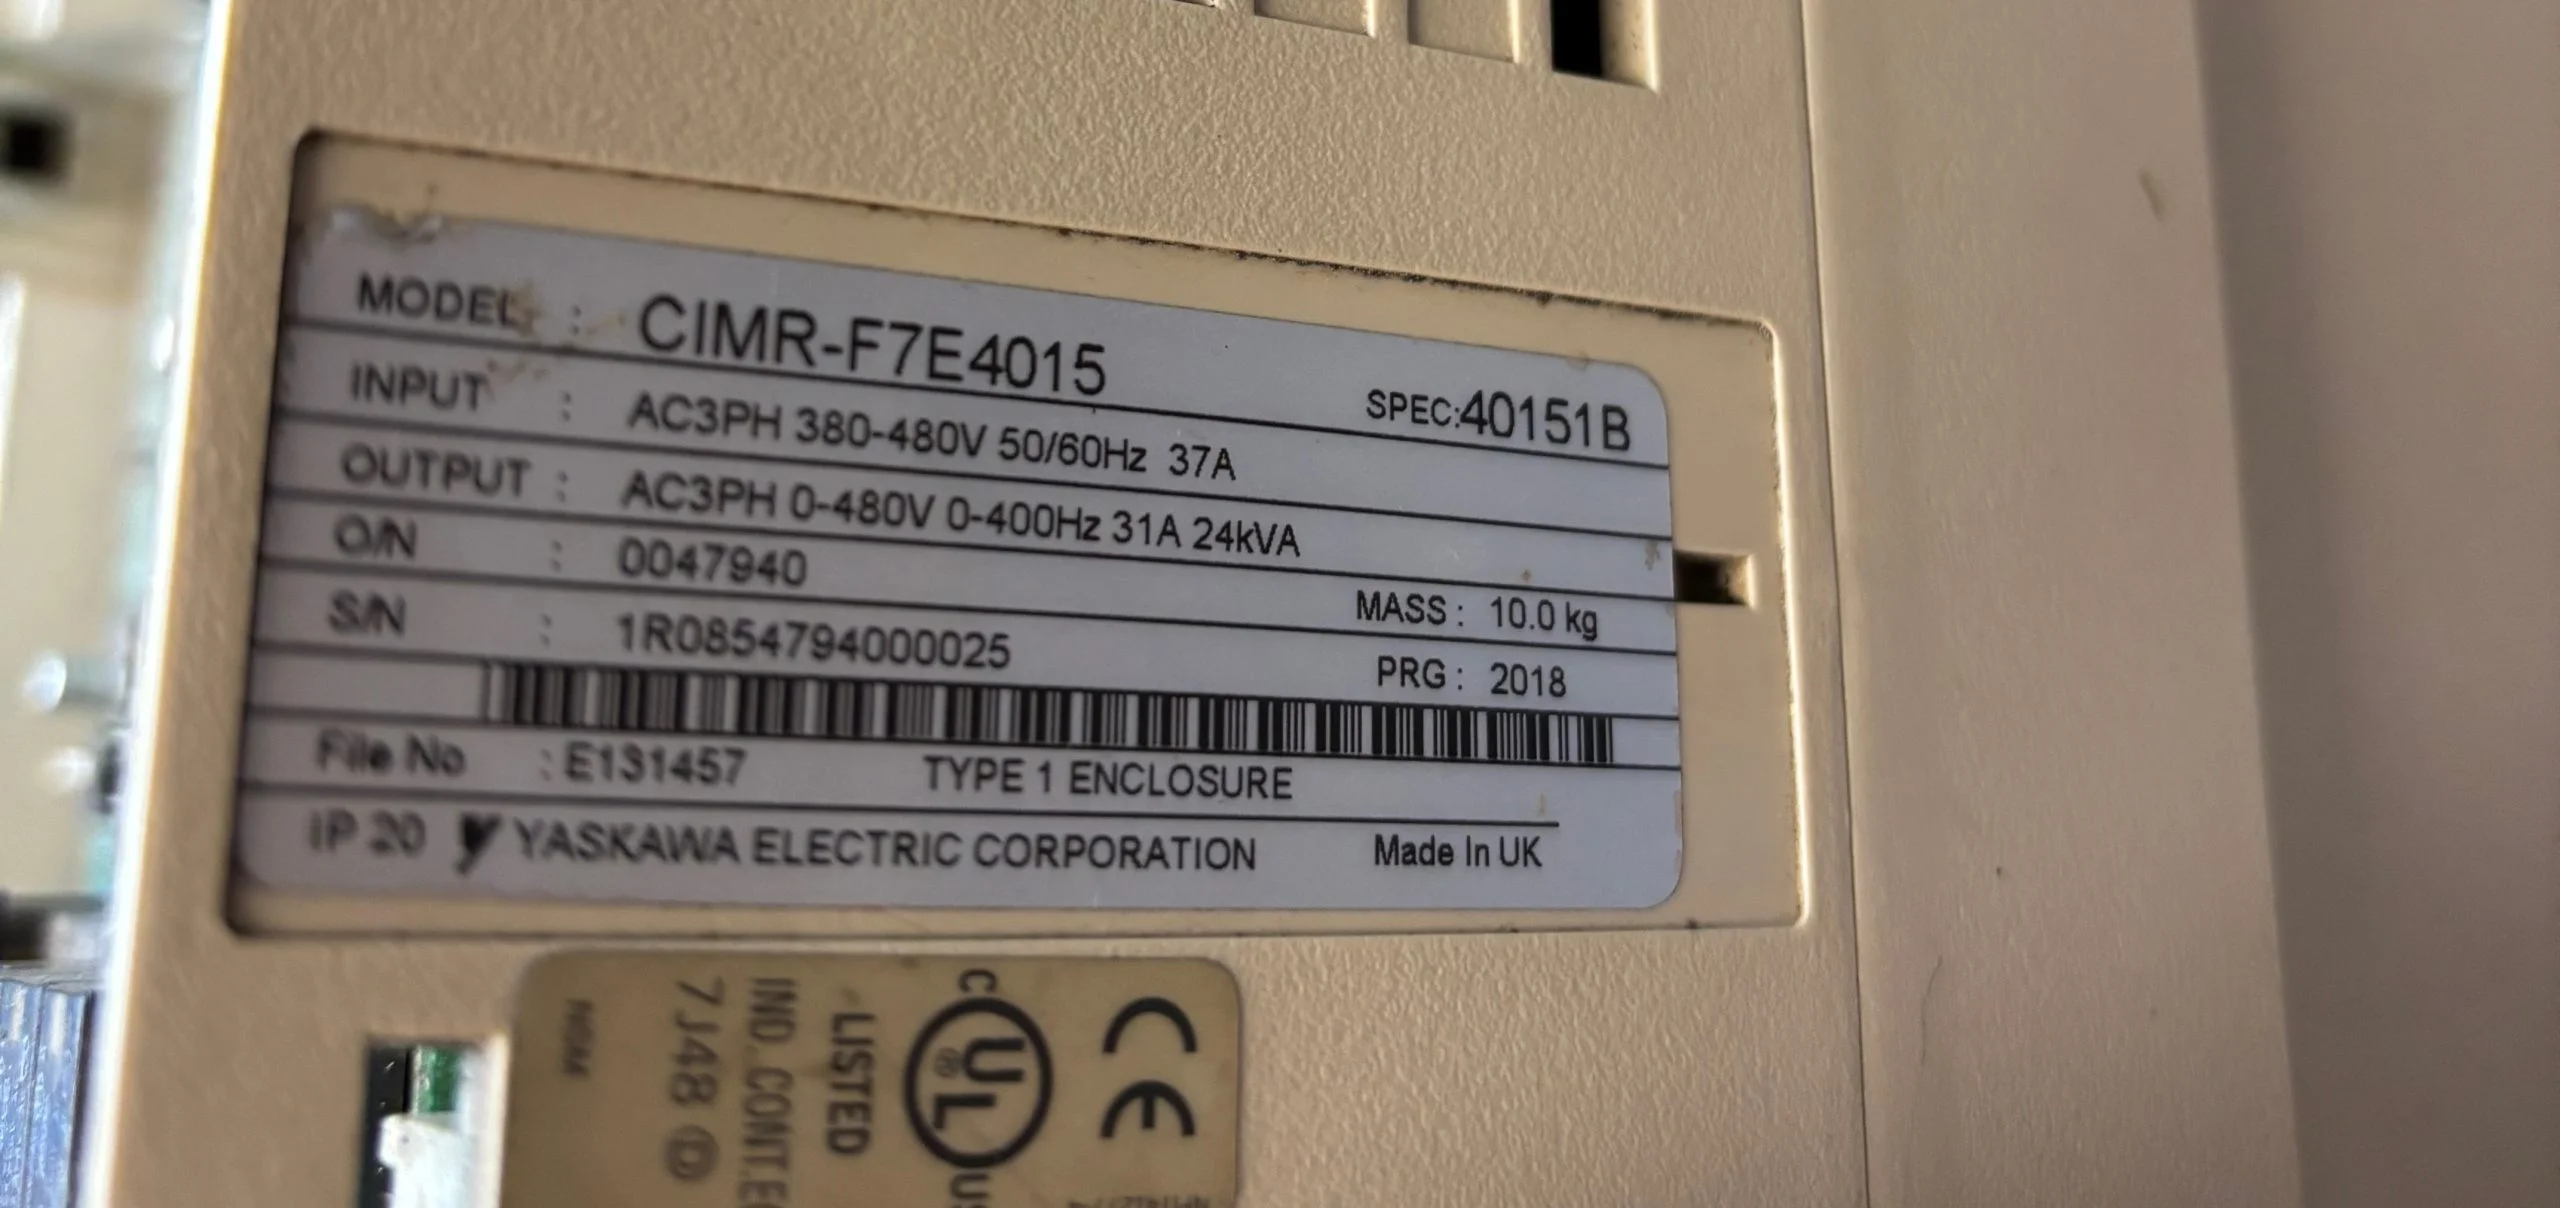 MODEL : CIMR-F7E4015 SPEC:40151B
INPUT : AC3PH 380-480V 50/60Hz 37A
OUTPUT : AC3PH 0-480V 0-400Hz 31A 24kVA
O/N : 0047940 MASS : 10.0 kg
S/N : 1R0854794000025 PRG : 2018
File No : E131457 TYPE 1 ENCLOSURE
IP 20 YASKAWA ELECTRIC CORPORATION Made In UK
CE
C UL ® US
LISTED
IND.CONT.E
7J48